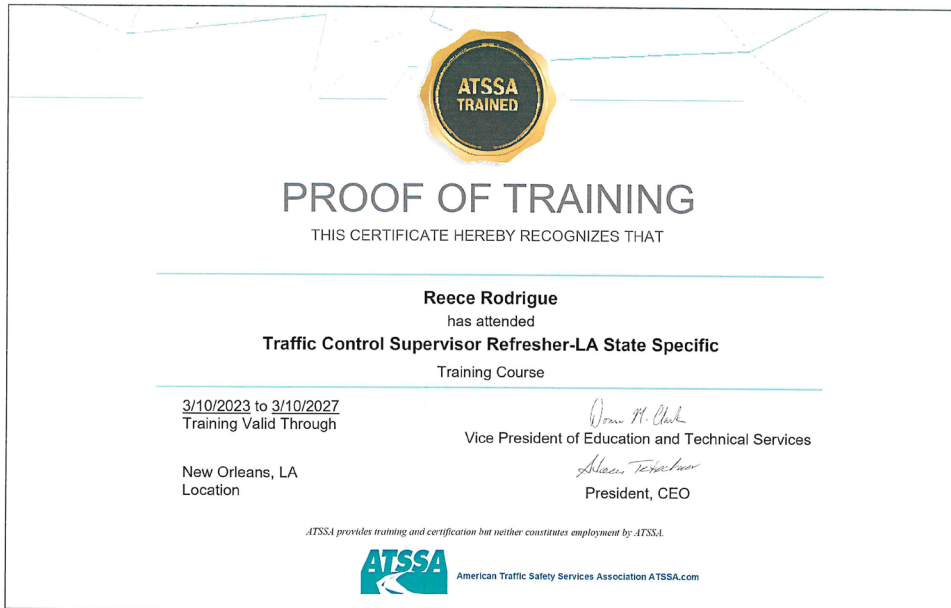 ATSSA
TRAINED
PROOF OF TRAINING
THIS CERTIFICATE HEREBY RECOGNIZES THAT
Reece Rodrigue
has attended
Traffic Control Supervisor Refresher-LA State Specific
Training Course
3/10/2023 to 3/10/2027
Training Valid Through
New Orleans, LA
Location
Donna M. Clark
Vice President of Education and Technical Services
President, CEO
ATSSA provides training and certification but neither constitutes employment by ATSSA.
ATSSA
American Traffic Safety Services Association ATSSA.com